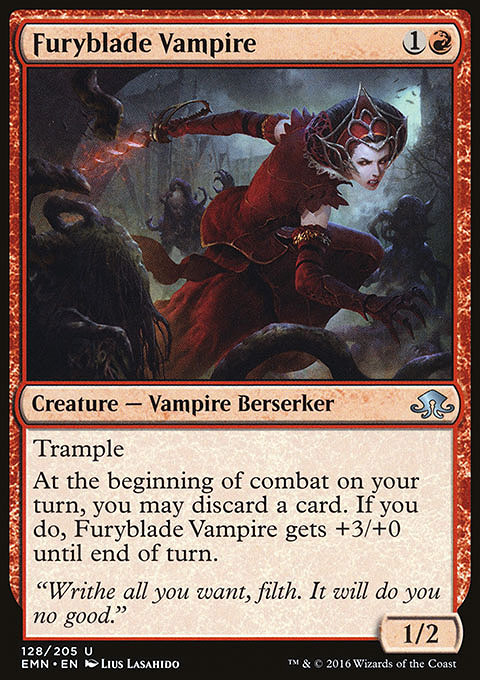 Furyblade Vampire 1
Creature — Vampire Berserker
Trample
At the beginning of combat on your
turn, you may discard a card. If you
do, Furyblade Vampire gets +3/+0
until end of turn.
“Writhe all you want, filth. It will do you
no good.”
1/2
128/205 U
EMN • EN Lius Lasahido
™ & © 2016 Wizards of the Coast